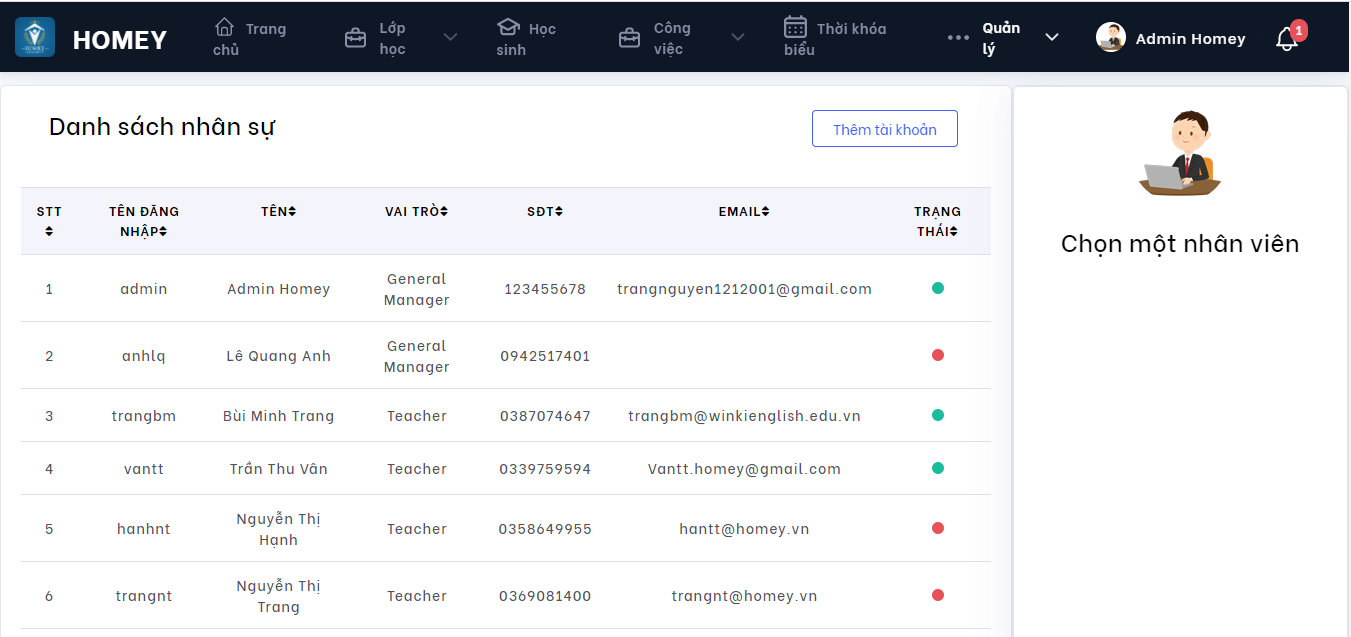 HOMEY
Trang
chủ
Lớp
học
Học
sinh
Công
việc
Thời khóa
biểu
Quản
lý
Admin Homey
1
Danh sách nhân sự
Thêm tài khoản
STT
TÊN ĐĂNG
NHẬP
TÊN
VAI TRÒ
SĐT
EMAIL
TRẠNG
THÁI
1
admin
Admin Homey
General
Manager
123455678
trangnguyen1212001@gmail.com
2
anhlq
Lê Quang Anh
General
Manager
0942517401
3
trangbm
Bùi Minh Trang
Teacher
0387074647
trangbm@winkienglish.edu.vn
4
vantt
Trần Thu Vân
Teacher
0339759594
Vantt.homey@gmail.com
5
hanhnt
Nguyễn Thị
Hạnh
Teacher
0358649955
hantt@homey.vn
6
trangnt
Nguyễn Thị
Trang
Teacher
0369081400
trangnt@homey.vn
Chọn một nhân viên